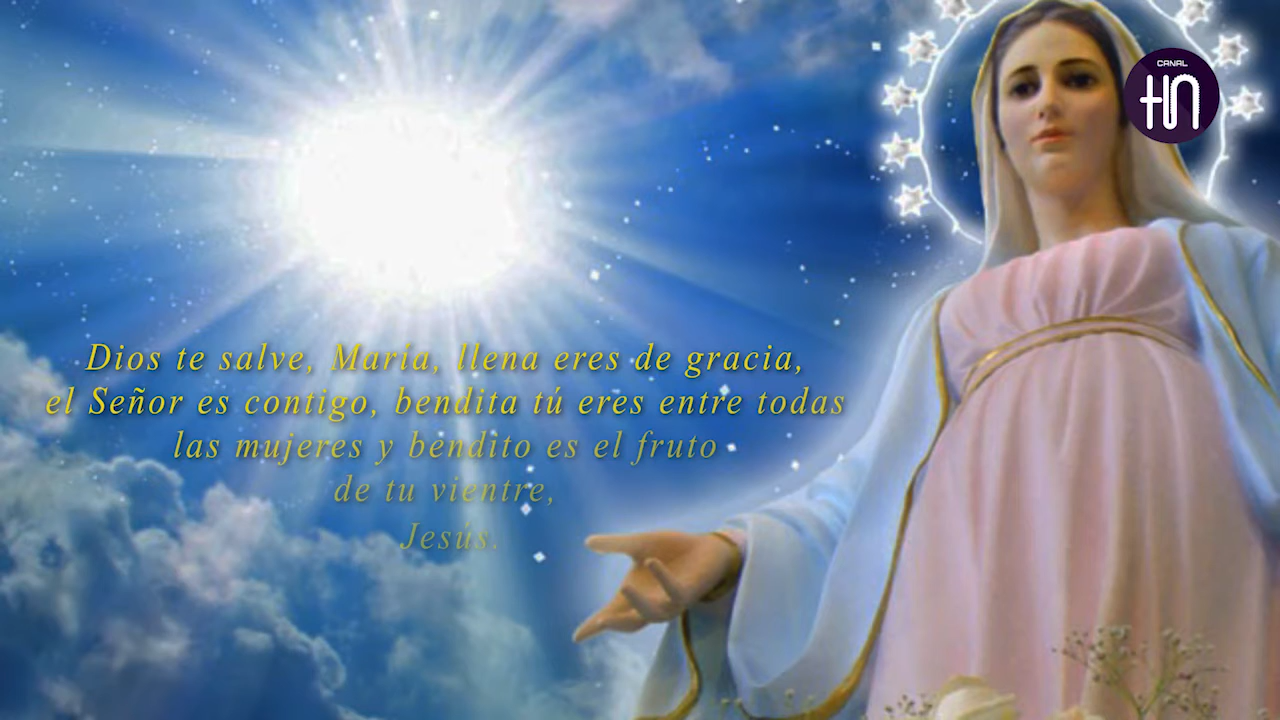 CANAL
HN
Dios te salve, María, llena eres de gracia,
el Señor es contigo, bendita tú eres entre todas
las mujeres y bendito es el fruto
de tu vientre,
Jesús.